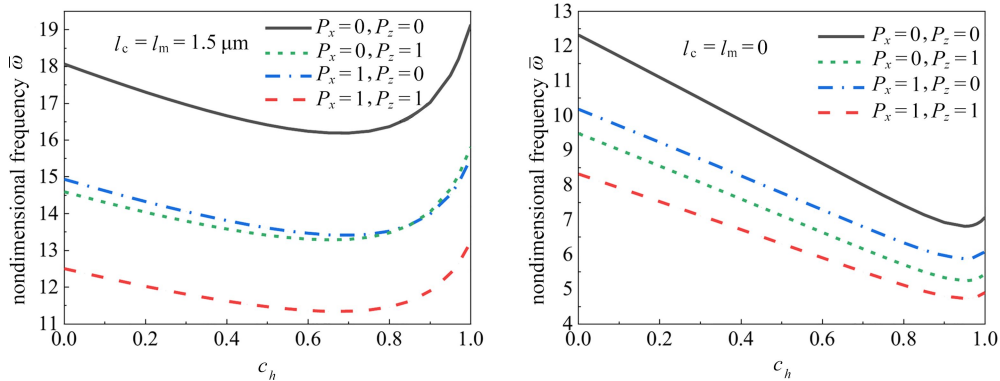 19
18
17
16
15
14
13
12
11
0.0 0.2 0.4 0.6 0.8 1.0
nondimensional frequency ω̄
c_h
l_c = l_m = 1.5 μm
P_x=0, P_z=0
P_x=0, P_z=1
P_x=1, P_z=0
P_x=1, P_z=1
13
12
11
10
9
8
7
6
5
4
0.0 0.2 0.4 0.6 0.8 1.0
nondimensional frequency ω̄
c_h
l_c = l_m = 0
P_x=0, P_z=0
P_x=0, P_z=1
P_x=1, P_z=0
P_x=1, P_z=1